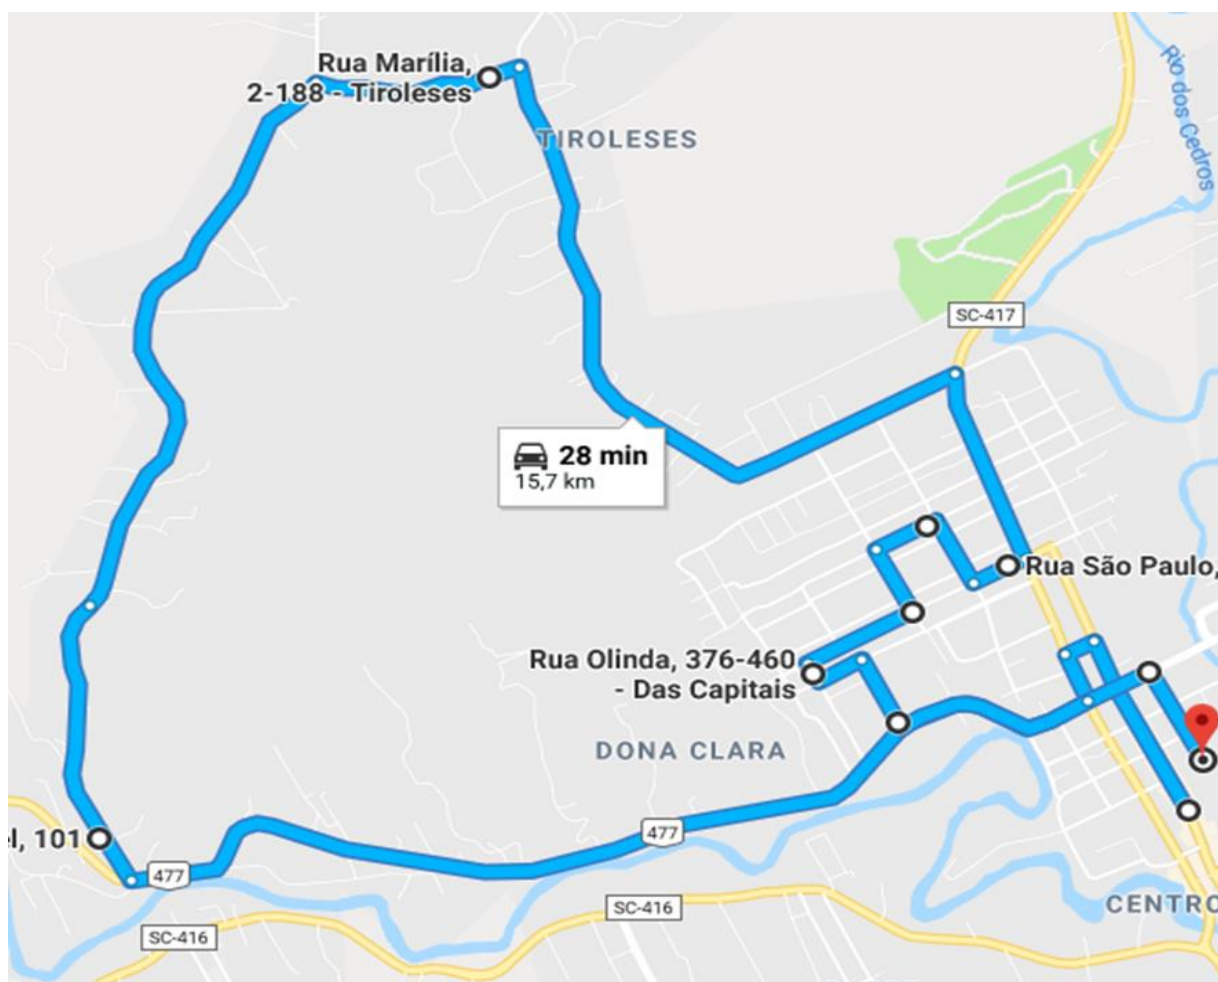 Rua Marília,
2-188 - Tiroleses
TIROLESES
Rio dos Cedros
SC-417
28 min
15,7 km
Rua São Paulo,
Rua Olinda, 376-460
- Das Capitais
DONA CLARA
l, 101
477
477
SC-416
SC-416
CENTRO